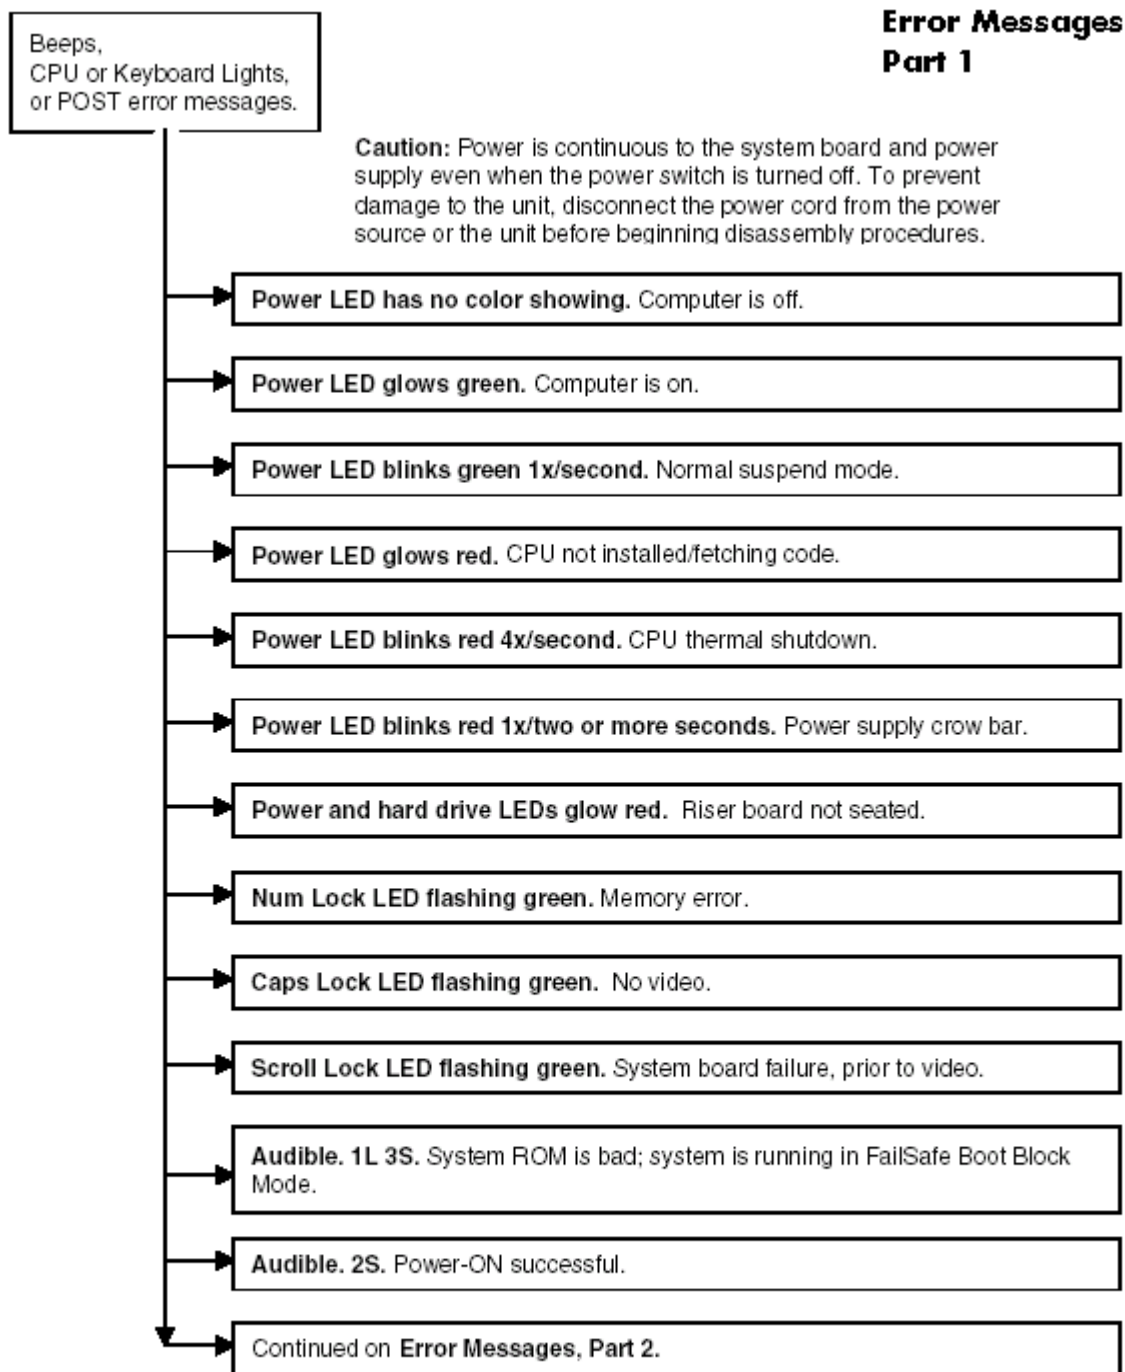 Error Messages
Part 1
Beeps,
CPU or Keyboard Lights,
or POST error messages.
Caution: Power is continuous to the system board and power
supply even when the power switch is turned off. To prevent
damage to the unit, disconnect the power cord from the power
source or the unit before beginning disassembly procedures.
Power LED has no color showing. Computer is off.
Power LED glows green. Computer is on.
Power LED blinks green 1x/second. Normal suspend mode.
Power LED glows red. CPU not installed/fetching code.
Power LED blinks red 4x/second. CPU thermal shutdown.
Power LED blinks red 1x/two or more seconds. Power supply crow bar.
Power and hard drive LEDs glow red. Riser board not seated.
Num Lock LED flashing green. Memory error.
Caps Lock LED flashing green. No video.
Scroll Lock LED flashing green. System board failure, prior to video.
Audible. 1L 3S. System ROM is bad; system is running in FailSafe Boot Block
Mode.
Audible. 2S. Power-ON successful.
Continued on Error Messages, Part 2.